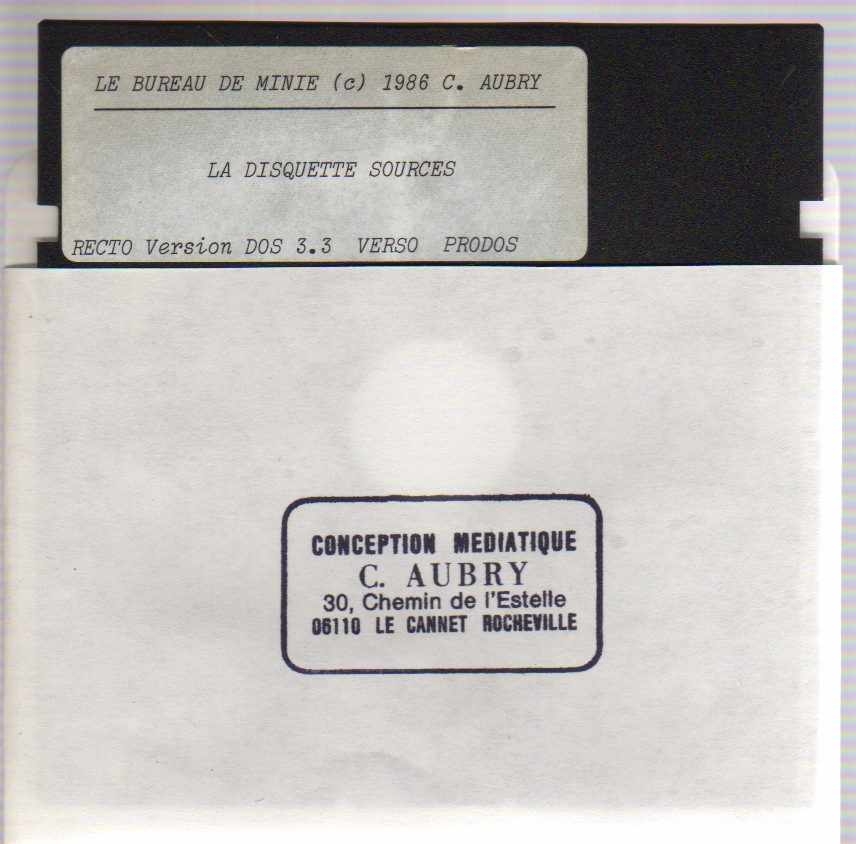 LE BUREAU DE MINIE (c) 1986 C. AUBRY
LA DISQUETTE SOURCES
RECTO Version DOS 3.3 VERSO PRODOS
CONCEPTION MEDIATIQUE
C. AUBRY
30, Chemin de l'Estelle
06110 LE CANNET ROCHEVILLE